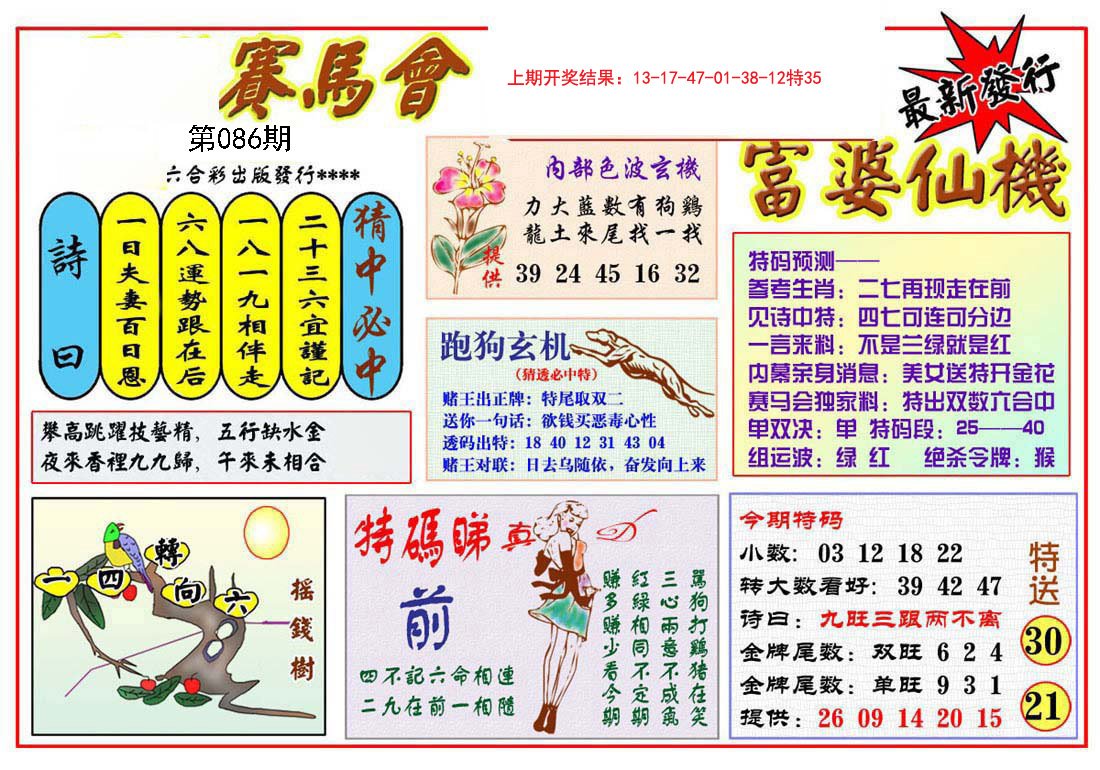 賽馬會
上期开奖结果：13-17-47-01-38-12特35
最新發行
第086期
六合彩出版發行****
富婆仙機
詩曰
一日夫妻百日恩
六八運勢跟在后
一八一九相伴走
二十三六宜謹記
猜中必中
攀高跳躍技藝精，五行缺水金
夜來香裡九九歸，午來未相合
內部色波玄機
力大藍數有狗鷄
龍土來尾找一找
提供
39 24 45 16 32
跑狗玄机
（猜透必中特）
赌王出正牌：特尾取双二
送你一句话：欲钱买恶毒心性
透码出特：18 40 12 31 43 04
赌王对联：日去乌随依，奋发向上来
特码预测——
参考生肖：二七再现走在前
见诗中特：四七可连可分边
一言来料：不是兰绿就是红
内幕亲身消息：美女送特开金花
赛马会独家料：特出双数六合中
单双决：单 特码段：25——40
组运波：绿 红 绝杀令牌：猴
一四轉向六
摇錢樹
特碼睇真D
前
四不記六命相連
二九在前一相隨
罵狗打鷄猪在笑
三心兩意不成禽
紅綠相同不定期
賺多賺少看今期
今期特码
小数：03 12 18 22
转大数看好：39 42 47
诗曰：九旺三跟两不离
金牌尾数：双旺 6 2 4
金牌尾数：单旺 9 3 1
提供：26 09 14 20 15
特送
30
21